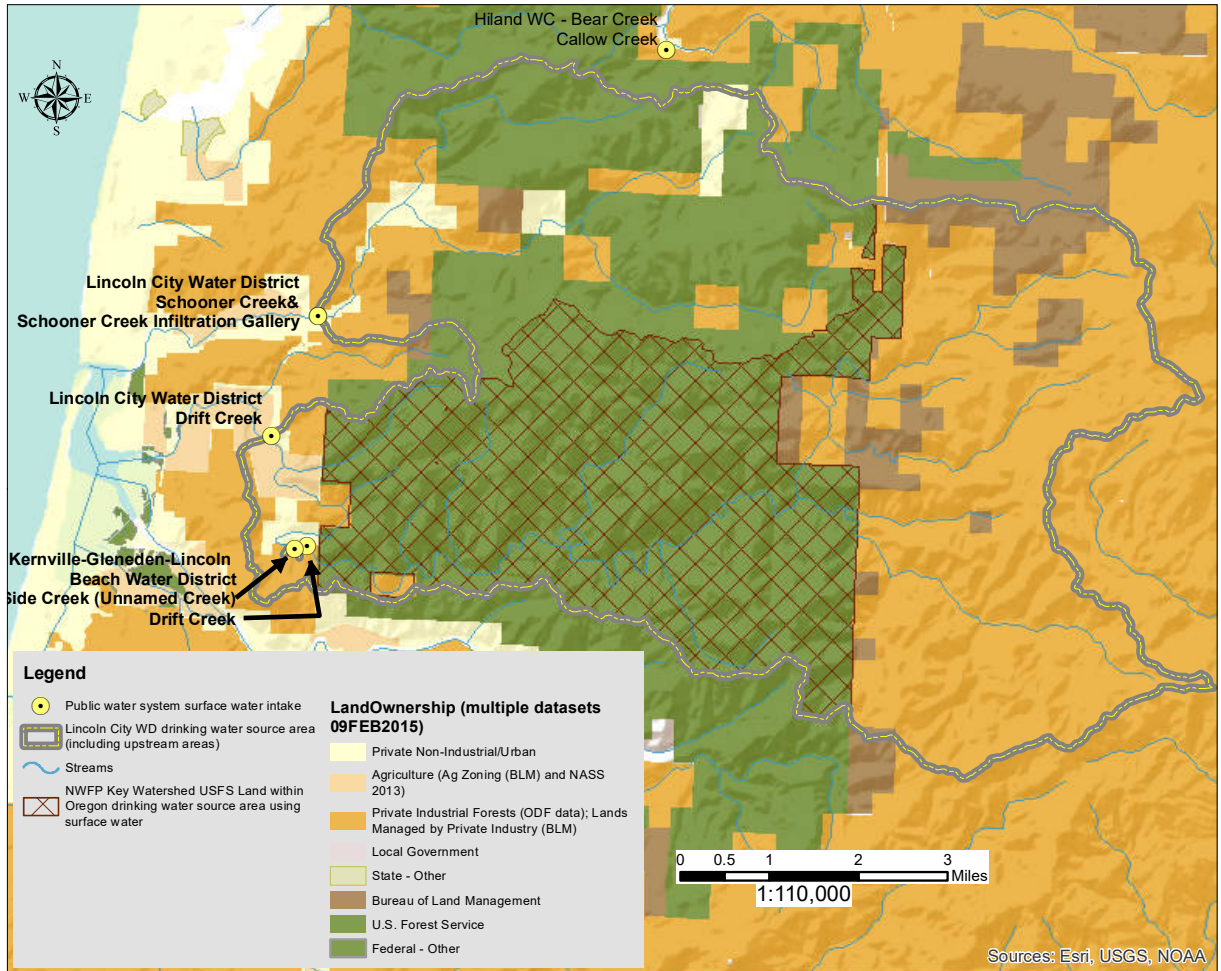 Hiland WC - Bear Creek
Callow Creek
N
W E
S
Lincoln City Water District
Schooner Creek&
Schooner Creek Infiltration Gallery
Lincoln City Water District
Drift Creek
Kernville-Gleneden-Lincoln
Beach Water District
Side Creek (Unnamed Creek)
Drift Creek
Legend
Public water system surface water intake
Lincoln City WD drinking water source area
(including upstream areas)
Streams
NWFP Key Watershed USFS Land within
Oregon drinking water source area using
surface water
LandOwnership (multiple datasets
09FEB2015)
Private Non-Industrial/Urban
Agriculture (Ag Zoning (BLM) and NASS
2013)
Private Industrial Forests (ODF data); Lands
Managed by Private Industry (BLM)
Local Government
State - Other
Bureau of Land Management
U.S. Forest Service
Federal - Other
0 0.5 1 2 3
Miles
1:110,000
Sources: Esri, USGS, NOAA